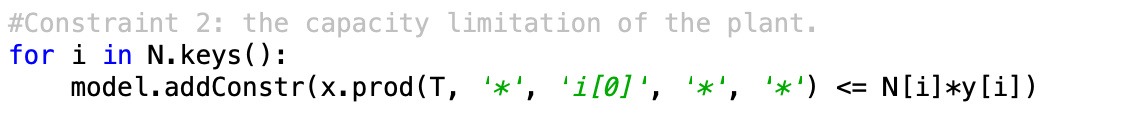 #Constraint 2: the capacity limitation of the plant.
for i in N.keys():
    model.addConstr(x.prod(T, '*', 'i[0]', '*', '*') <= N[i]*y[i])